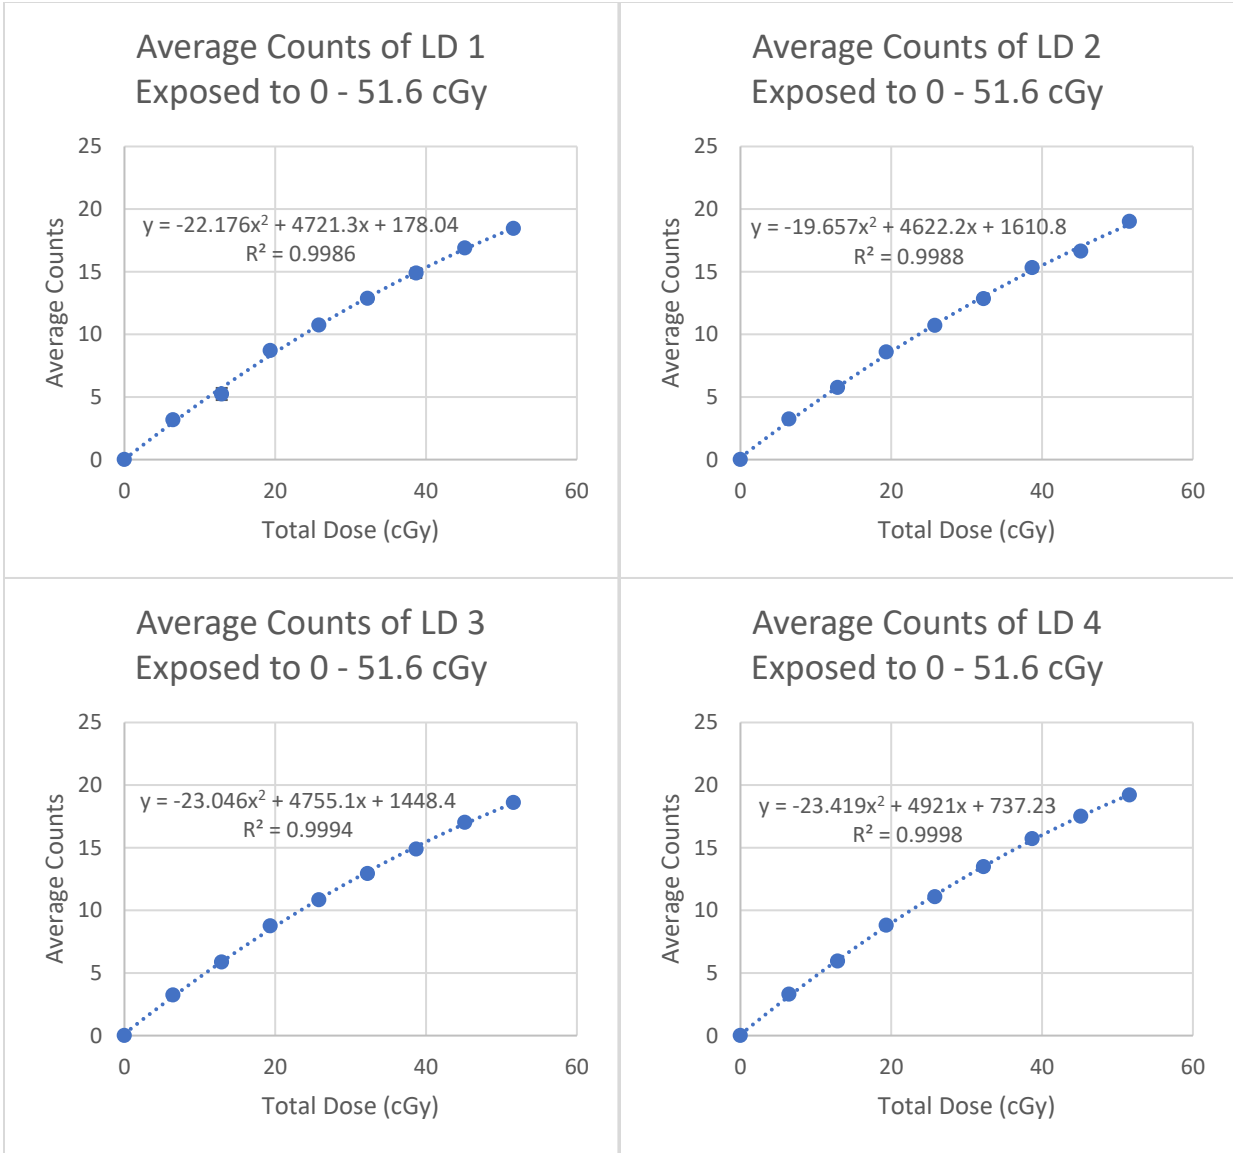 Average Counts of LD 1
Exposed to 0 - 51.6 cGy
25
20
15
10
5
0
Average Counts
y = -22.176x² + 4721.3x + 178.04
R² = 0.9986
0 20 40 60
Total Dose (cGy)
Average Counts of LD 2
Exposed to 0 - 51.6 cGy
25
20
15
10
5
0
Average Counts
y = -19.657x² + 4622.2x + 1610.8
R² = 0.9988
0 20 40 60
Total Dose (cGy)
Average Counts of LD 3
Exposed to 0 - 51.6 cGy
25
20
15
10
5
0
Average Counts
y = -23.046x² + 4755.1x + 1448.4
R² = 0.9994
0 20 40 60
Total Dose (cGy)
Average Counts of LD 4
Exposed to 0 - 51.6 cGy
25
20
15
10
5
0
Average Counts
y = -23.419x² + 4921x + 737.23
R² = 0.9998
0 20 40 60
Total Dose (cGy)